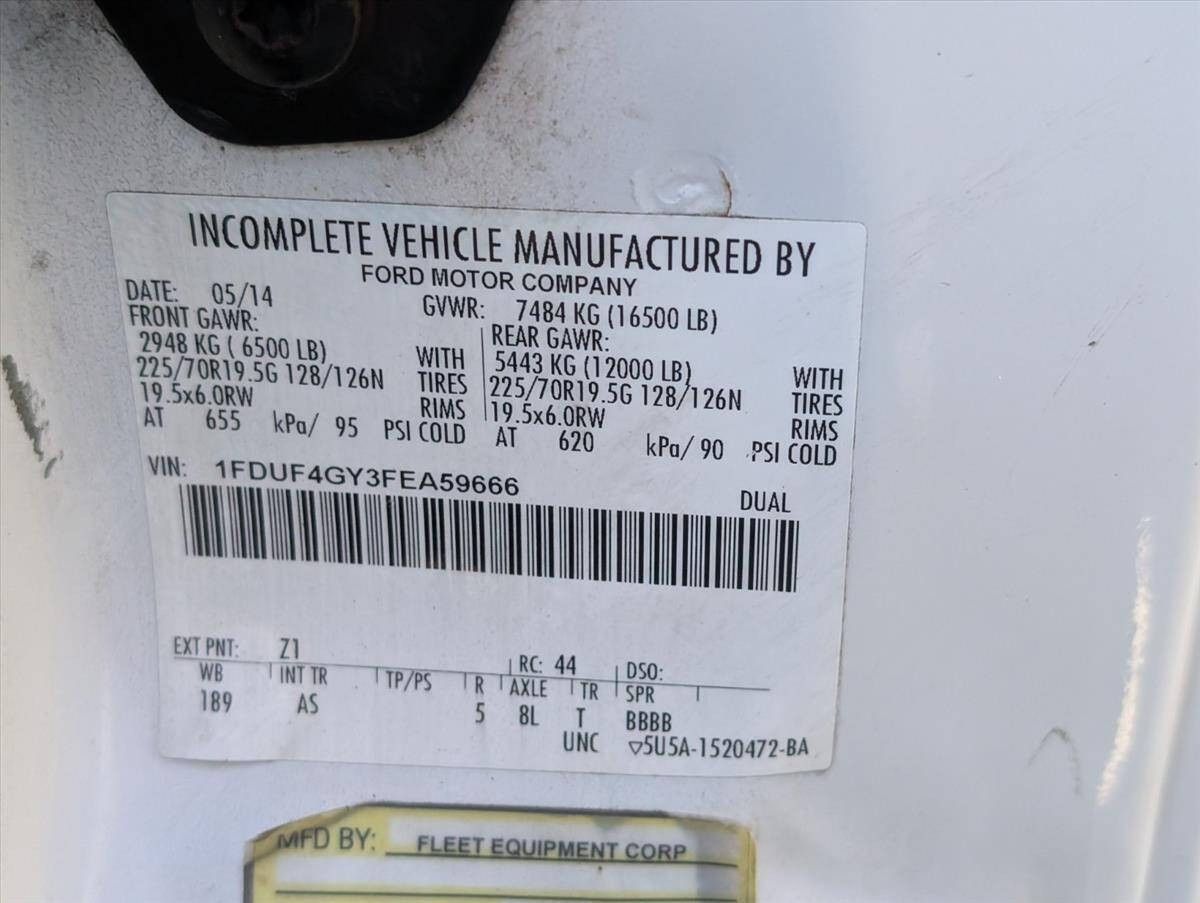 INCOMPLETE VEHICLE MANUFACTURED BY
FORD MOTOR COMPANY
DATE: 05/14 GVWR: 7484 KG (16500 LB)
FRONT GAWR: REAR GAWR:
2948 KG ( 6500 LB) WITH 5443 KG (12000 LB) WITH
225/70R19.5G 128/126N TIRES 225/70R19.5G 128/126N TIRES
19.5x6.0RW RIMS 19.5x6.0RW RIMS
AT 655 kPa/ 95 PSI COLD AT 620 kPa/ 90 PSI COLD
VIN: 1FDUF4GY3FEA59666
DUAL
EXT PNT: Z1 RC: 44 DSO:
WB INT TR TP/PS R AXLE TR SPR
189 AS 5 8L T BBBB
UNC ▽5U5A-1520472-BA
MFD BY: FLEET EQUIPMENT CORP